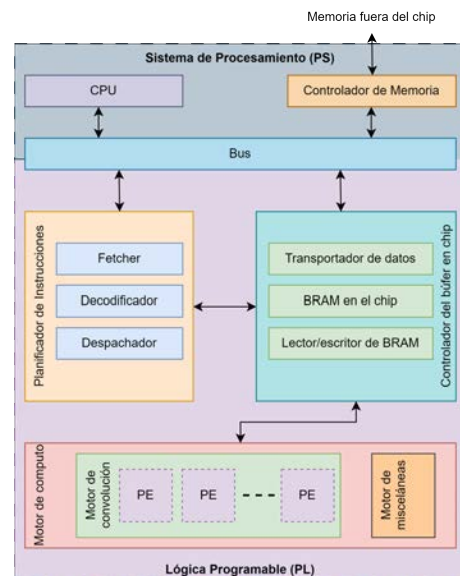 Memoria fuera del chip
Sistema de Procesamiento (PS)
CPU
Controlador de Memoria
Bus
Planificador de Instrucciones
Fetcher
Decodificador
Despachador
Transportador de datos
BRAM en el chip
Lector/escritor de BRAM
Controlador del búfer en chip
Motor de computo
Motor de
convolución
PE
PE
PE
Motor de
misceláneas
Lógica Programable (PL)